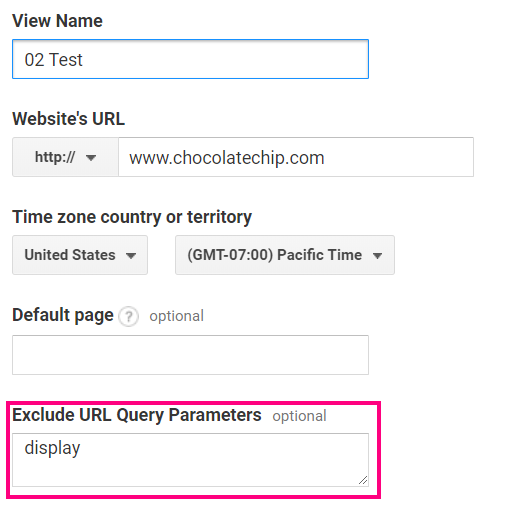 View Name
02 Test
Website's URL
http:// www.chocolatechip.com
Time zone country or territory
United States (GMT-07:00) Pacific Time
Default page ? optional
Exclude URL Query Parameters optional
display